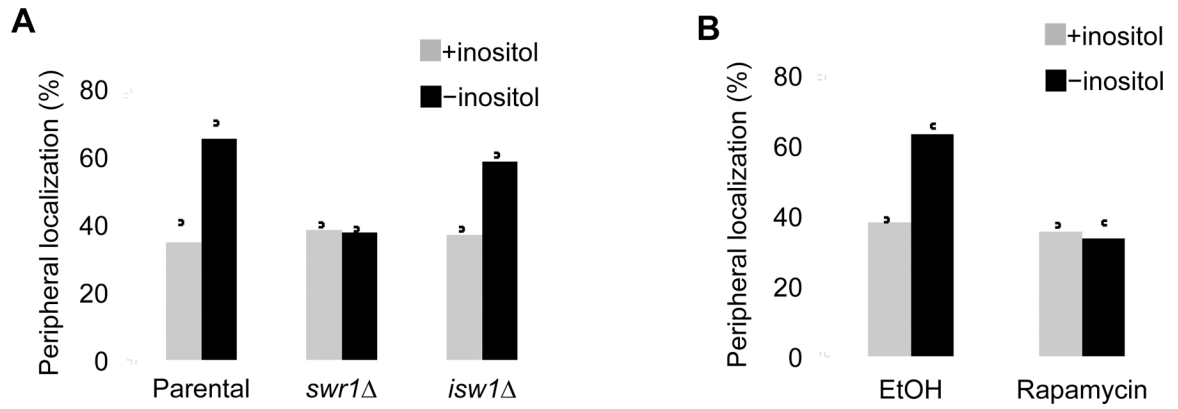 A
+inositol
−inositol
Peripheral localization (%)
80
60
40
20
0
Parental
swr1Δ
isw1Δ
B
+inositol
−inositol
Peripheral localization (%)
80
60
40
20
0
EtOH
Rapamycin